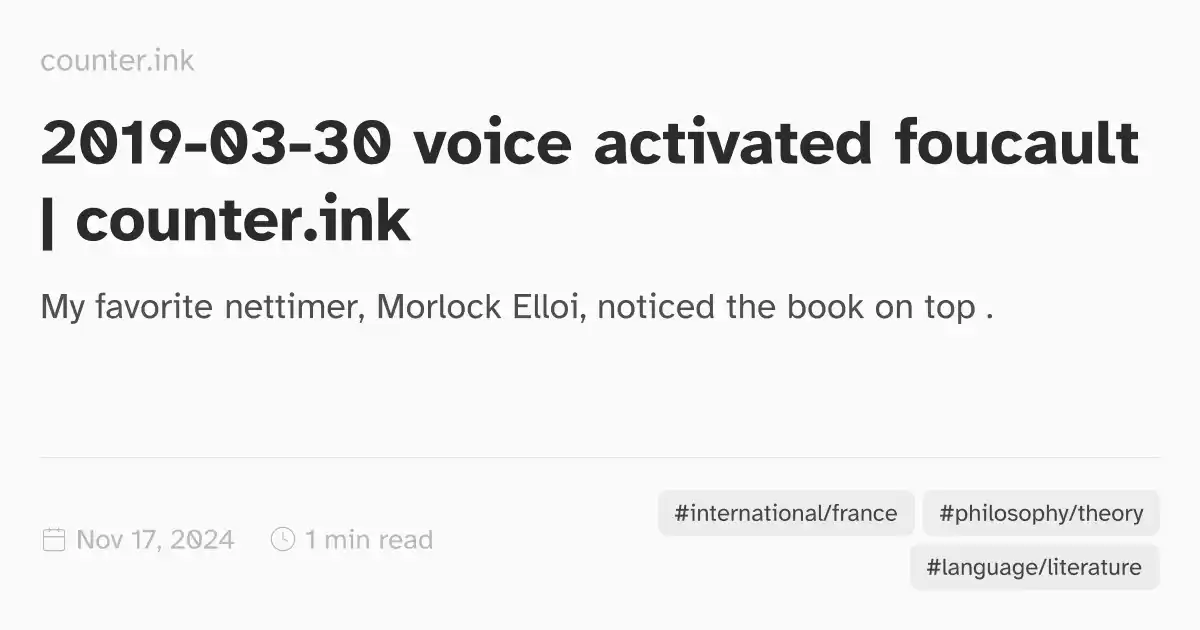 counter.ink
2019-03-30 voice activated foucault
| counter.ink
My favorite nettimer, Morlock Elloi, noticed the book on top .
Nov 17, 2024
1 min read
#international/france
#philosophy/theory
#language/literature